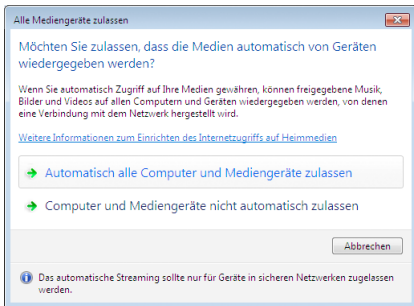 Alle Mediengeräte zulassen
Möchten Sie zulassen, dass die Medien automatisch von Geräten
wiedergegeben werden?
Wenn Sie automatisch Zugriff auf Ihre Medien gewähren, können freigegebene Musik,
Bilder und Videos auf allen Computern und Geräten wiedergegeben werden, von denen
eine Verbindung mit dem Netzwerk hergestellt wird.
Weitere Informationen zum Einrichten des Internetzugriffs auf Heimmedien
Automatisch alle Computer und Mediengeräte zulassen
Computer und Mediengeräte nicht automatisch zulassen
Abbrechen
Das automatische Streaming sollte nur für Geräte in sicheren Netzwerken zugelassen
werden.